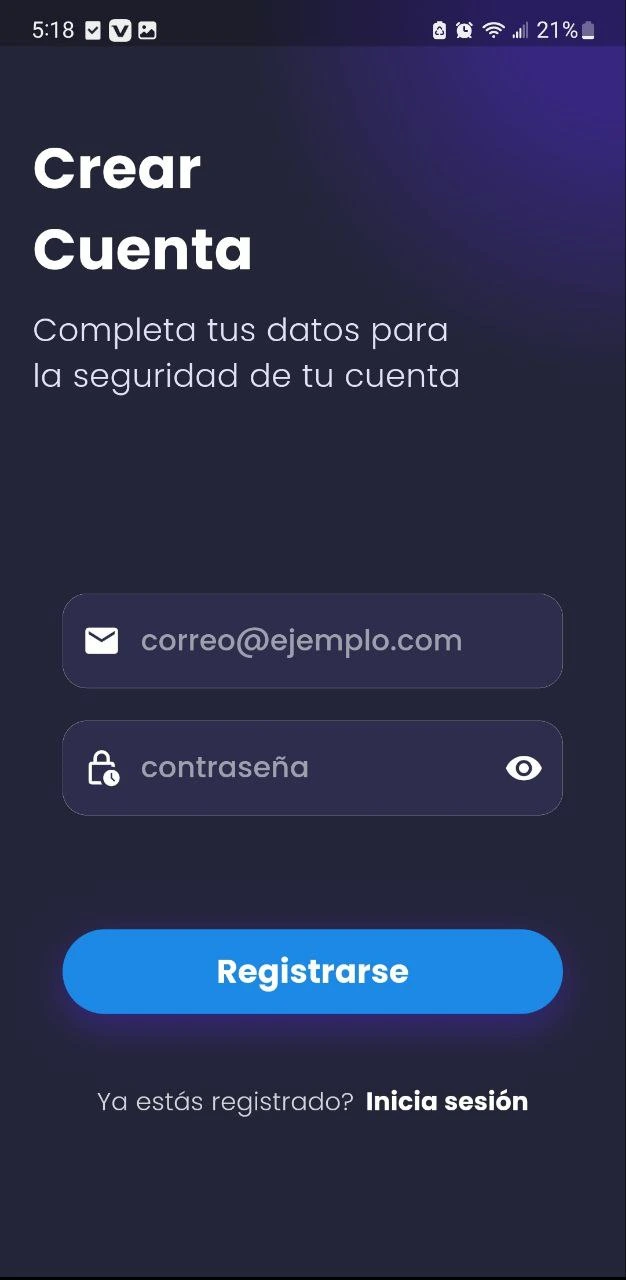 5:18 21%
Crear
Cuenta
Completa tus datos para
la seguridad de tu cuenta
correo@ejemplo.com
contraseña
Registrarse
Ya estás registrado? Inicia sesión